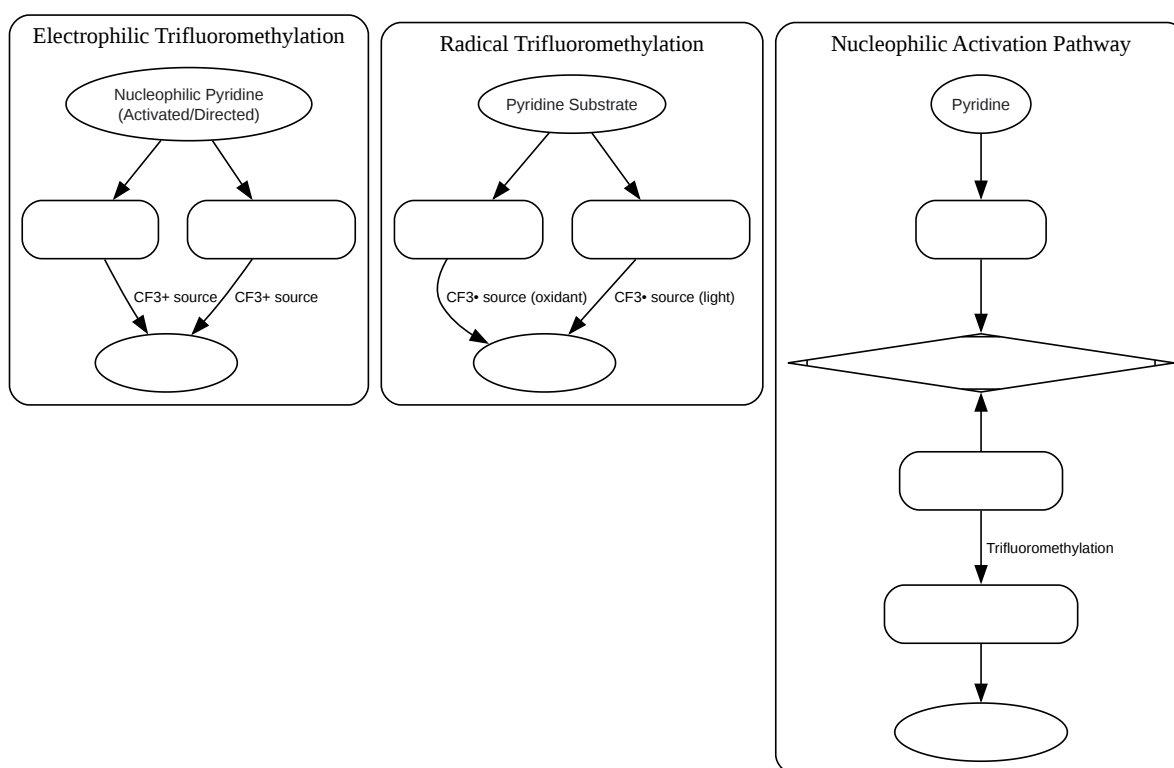 Electrophilic Trifluoromethylation
Nucleophilic Pyridine
(Activated/Directed)
CF3+ source
CF3+ source
Radical Trifluoromethylation
Pyridine Substrate
CF3• source (oxidant)
CF3• source (light)
Nucleophilic Activation Pathway
Pyridine
Trifluoromethylation